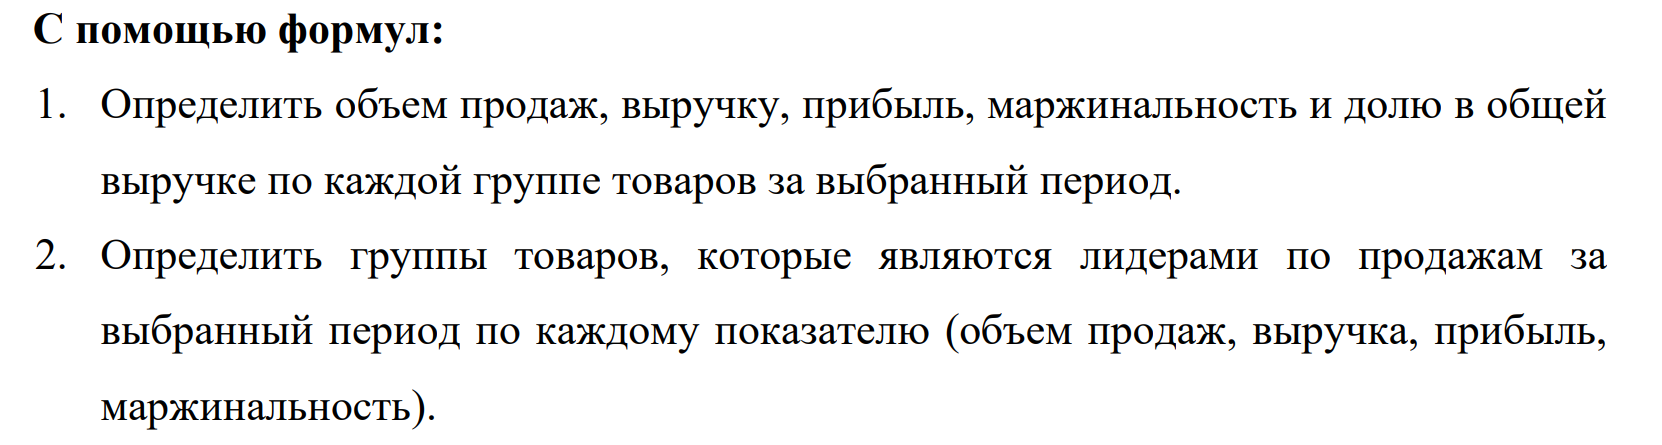 С помощью формул:
1. Определить объем продаж, выручку, прибыль, маржинальность и долю в общей
выручке по каждой группе товаров за выбранный период.
2. Определить группы товаров, которые являются лидерами по продажам за
выбранный период по каждому показателю (объем продаж, выручка, прибыль,
маржинальность).